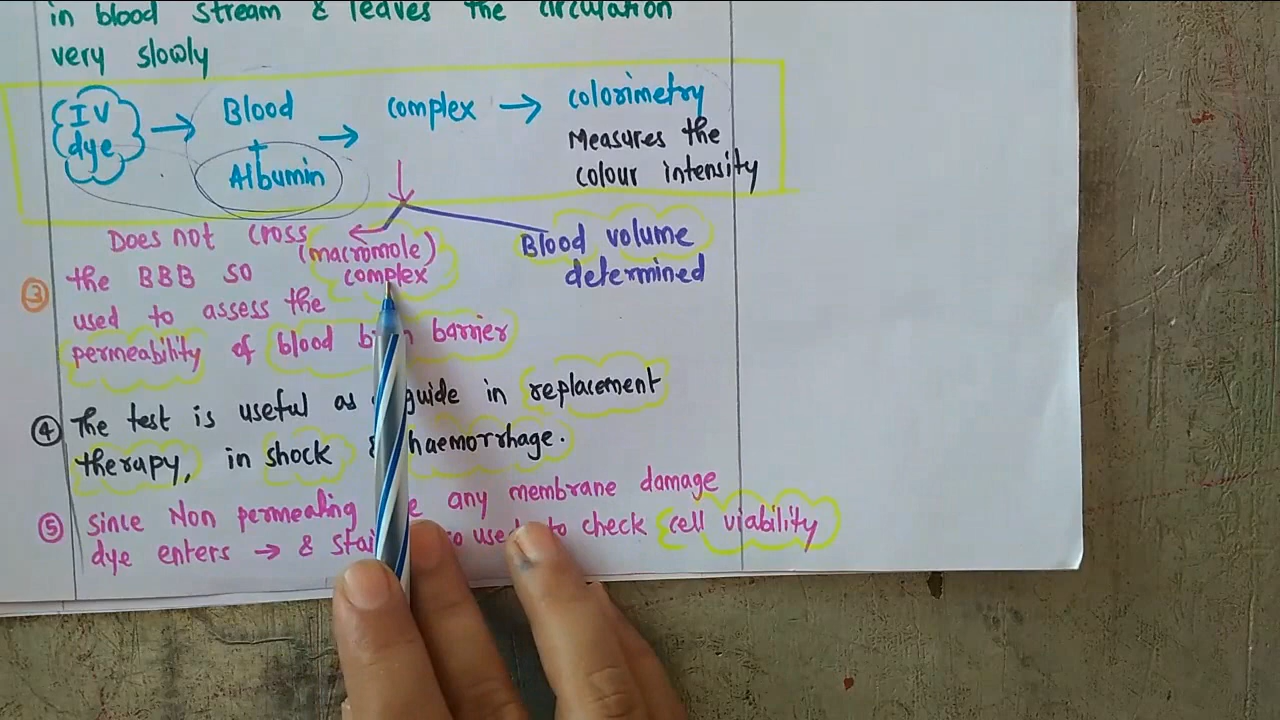 in blood stream & leaves the circulation
very slowly
IV dye → Blood + Albumin → complex → colorimetry
Measures the
colour intensity
Does not cross
the BBB so
(macromole)
complex
③ used to assess the
permeability of blood barrier
Blood volume
determined
④ The test is useful as guide in replacement
therapy, in shock & haemorrhage.
⑤ Since Non permeating any membrane damage
dye enters → & used to check cell viability